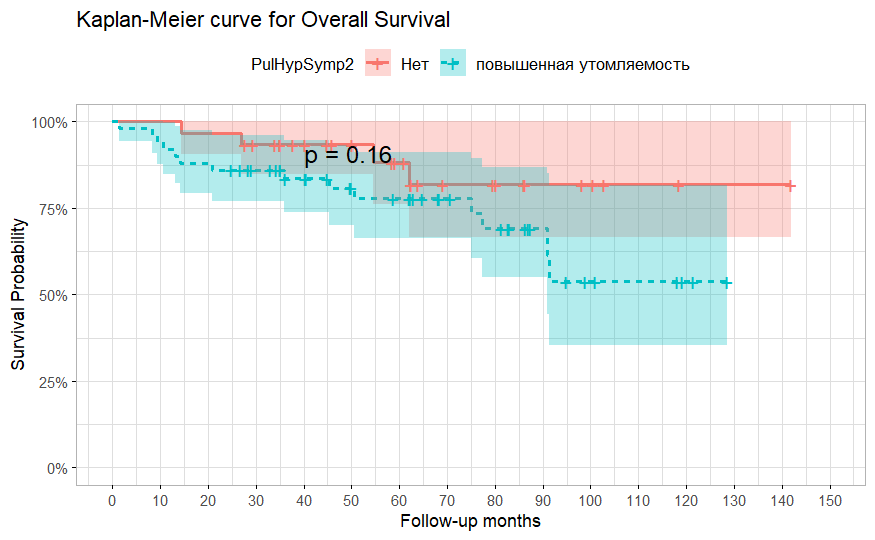 Kaplan-Meier curve for Overall Survival
PulHypSymp2 Нет повышенная утомляемость
100%
75%
50%
25%
0%
Survival Probability
p = 0.16
0 10 20 30 40 50 60 70 80 90 100 110 120 130 140 150
Follow-up months